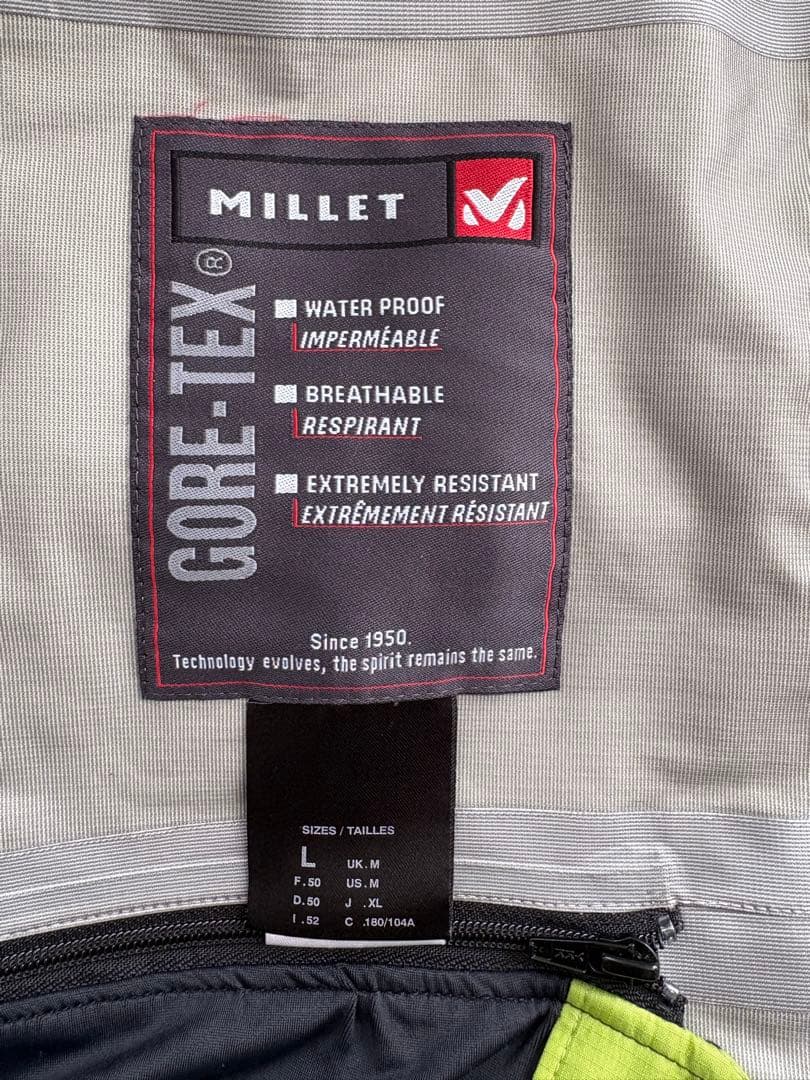 MILLET
GORE-TEX®
WATER PROOF
IMPERMÉABLE
BREATHABLE
RESPIRANT
EXTREMELY RESISTANT
EXTRÊMEMENT RÉSISTANT
Since 1950.
Technology evolves, the spirit remains the same.
SIZES / TAILLES
L UK.M
F.50 US.M
D.50 J .XL
I .52 C .180/104A
YKK